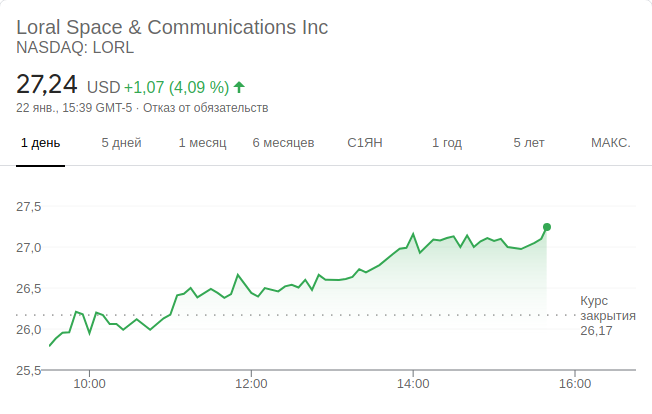 Loral Space & Communications Inc
NASDAQ: LORL
27,24 USD +1,07 (4,09 %)
22 янв., 15:39 GMT-5 · Отказ от обязательств
1 день 5 дней 1 месяц 6 месяцев С1ЯН 1 год 5 лет МАКС.
27,5
27,0
26,5
26,0
25,5
Курс
закрытия
26,17
10:00 12:00 14:00 16:00